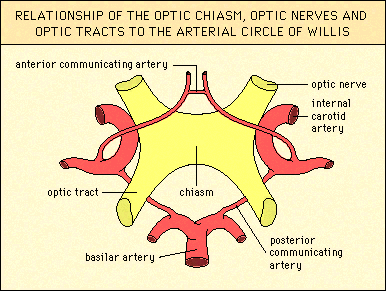 RELATIONSHIP OF THE OPTIC CHIASM, OPTIC NERVES AND
OPTIC TRACTS TO THE ARTERIAL CIRCLE OF WILLIS
anterior communicating artery
optic nerve
internal
carotid
artery
optic tract
chiasm
basilar artery
posterior
communicating
artery